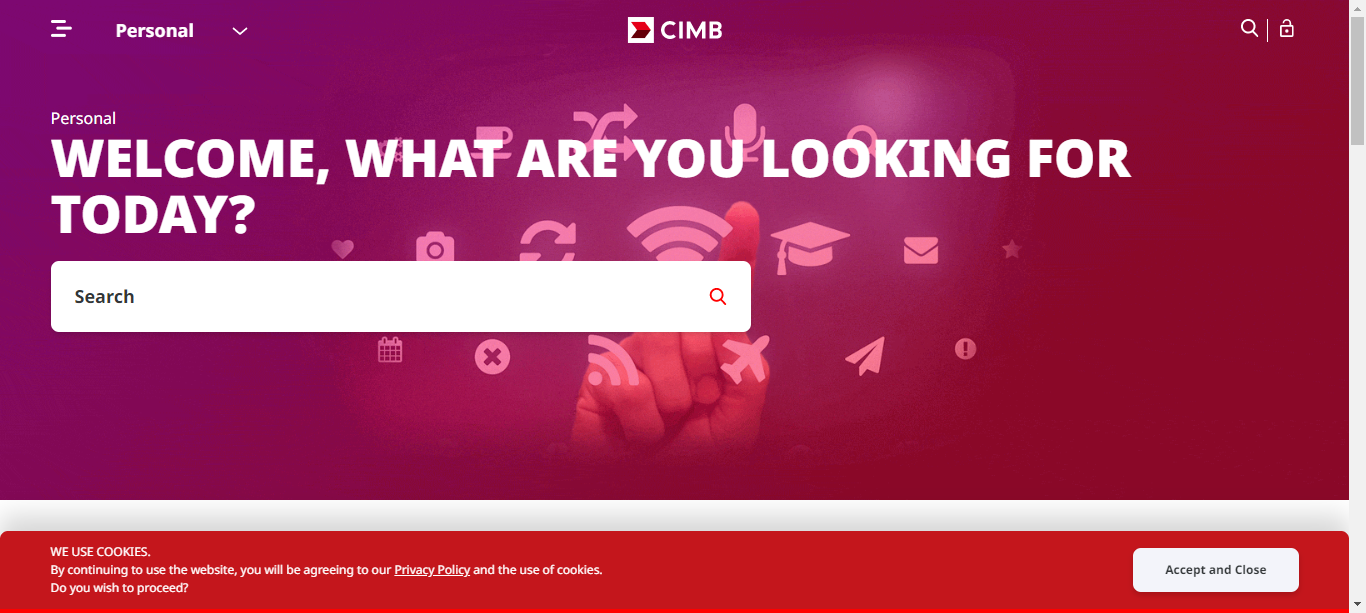 Personal
CIMB
Personal
WELCOME, WHAT ARE YOU LOOKING FOR
TODAY?
Search
WE USE COOKIES.
By continuing to use the website, you will be agreeing to our Privacy Policy and the use of cookies.
Do you wish to proceed?
Accept and Close